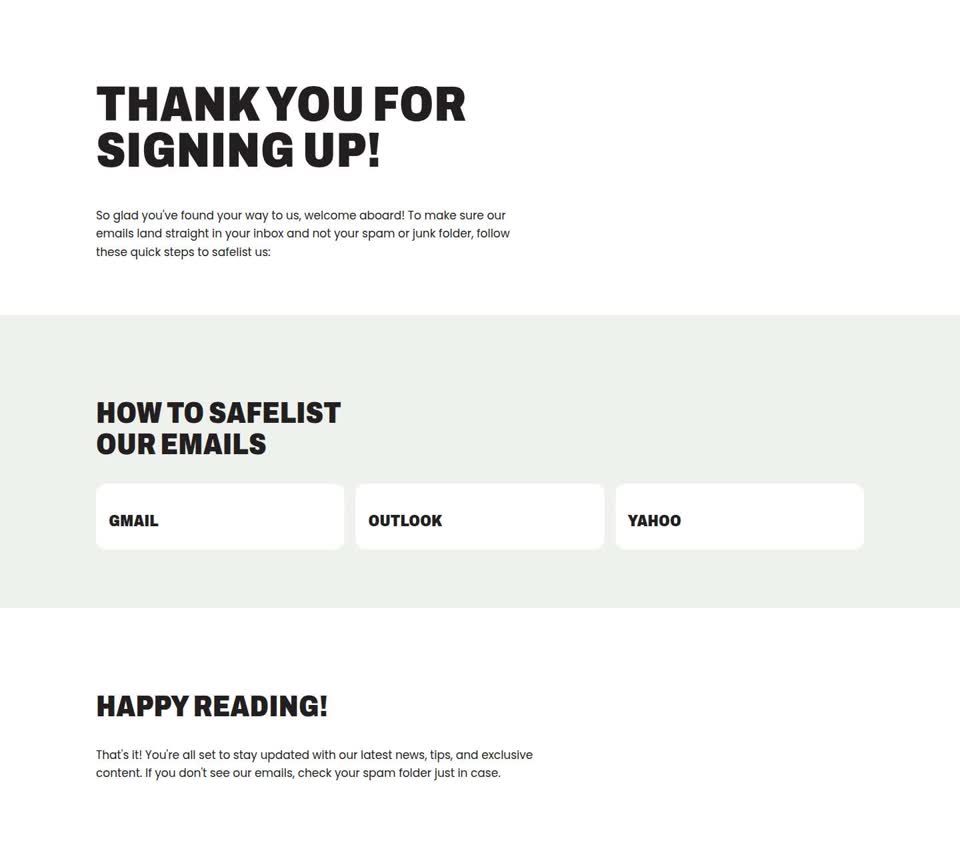 THANK YOU FOR
SIGNING UP!
So glad you've found your way to us, welcome aboard! To make sure our
emails land straight in your inbox and not your spam or junk folder, follow
these quick steps to safelist us:
HOW TO SAFELIST
OUR EMAILS
GMAIL
OUTLOOK
YAHOO
HAPPY READING!
That's it! You're all set to stay updated with our latest news, tips, and exclusive
content. If you don't see our emails, check your spam folder just in case.